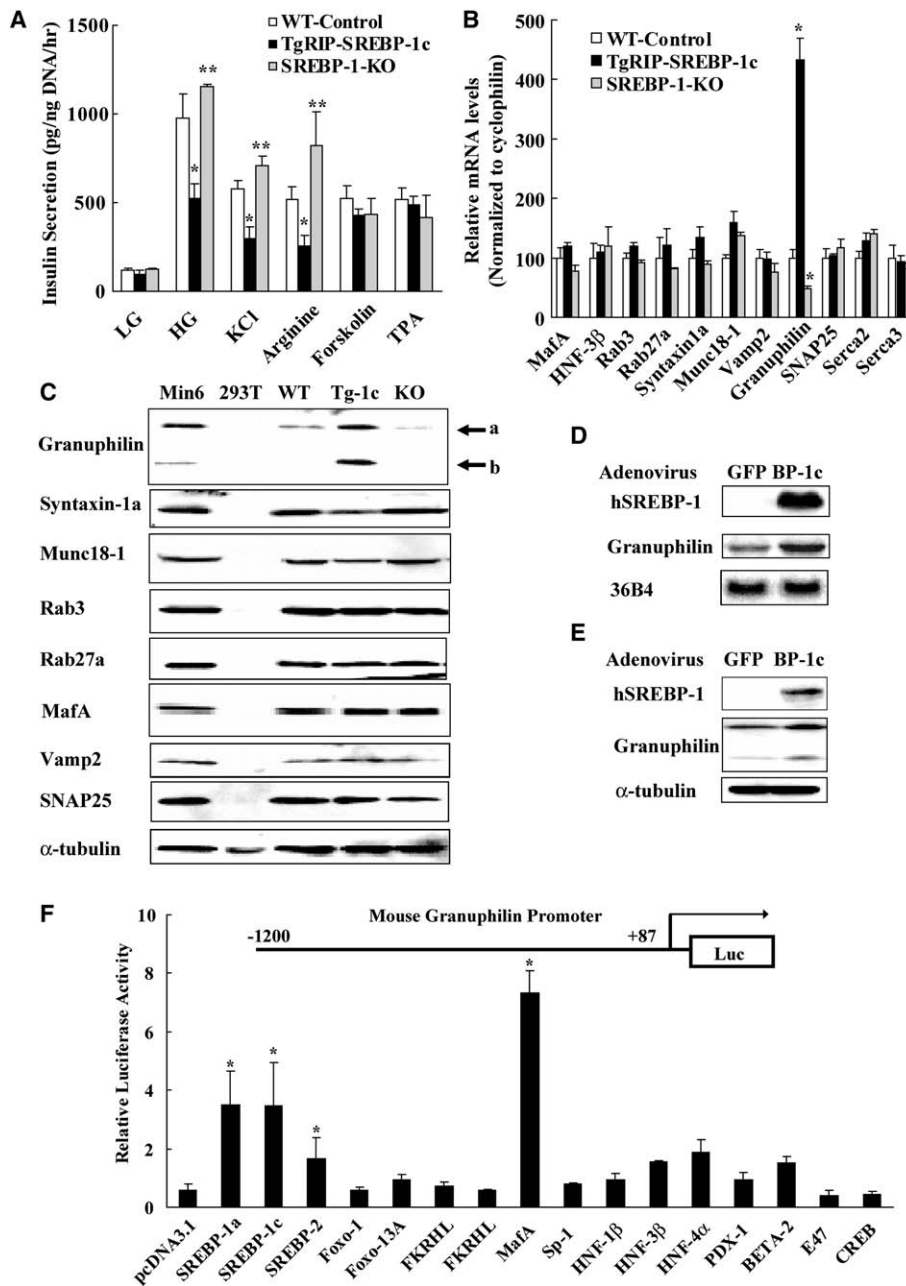 A
Insulin Secretion (pg/ng DNA/hr)
1500
1000
500
0
WT-Control
TgRIP-SREBP-1c
SREBP-1-KO
*
**
*
**
*
**
LG
HG
KCl
Arginine
Forskolin
TPA
B
Relative mRNA levels
(Normalized to cyclophilin)
500
400
300
200
100
0
WT-Control
TgRIP-SREBP-1c
SREBP-1-KO
*
*
MafA
HNF-3β
Rab3
Rab27a
Syntaxin1a
Munc18-1
Vamp2
Granuphilin
SNAP25
Serca2
Serca3
C
Min6 293T WT Tg-1c KO
Granuphilin
a
b
Syntaxin-1a
Munc18-1
Rab3
Rab27a
MafA
Vamp2
SNAP25
α-tubulin
D
Adenovirus GFP BP-1c
hSREBP-1
Granuphilin
36B4
E
Adenovirus GFP BP-1c
hSREBP-1
Granuphilin
α-tubulin
F
Relative Luciferase Activity
10
8
6
4
2
0
Mouse Granuphilin Promoter
-1200 +87
Luc
*
*
*
*
pcDNA3.1
SREBP-1a
SREBP-1c
SREBP-2
Foxo-1
Foxo-13A
FKRHL
FKRHL
MafA
Sp-1
HNF-1β
HNF-3β
HNF-4α
PDX-1
BETA-2
E47
CREB